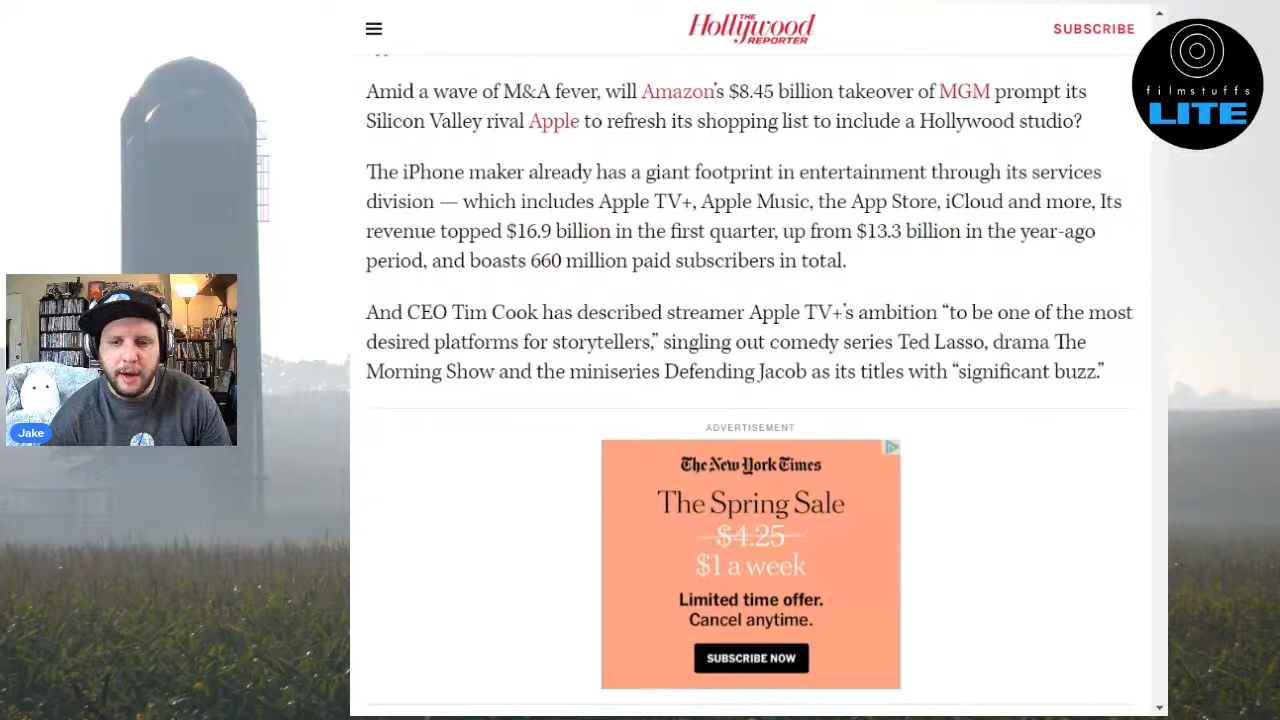 THE
Hollywood
REPORTER
SUBSCRIBE
filmstuffs
LITE
Amid a wave of M&A fever, will Amazon's $8.45 billion takeover of MGM prompt its
Silicon Valley rival Apple to refresh its shopping list to include a Hollywood studio?
The iPhone maker already has a giant footprint in entertainment through its services
division — which includes Apple TV+, Apple Music, the App Store, iCloud and more, Its
revenue topped $16.9 billion in the first quarter, up from $13.3 billion in the year-ago
period, and boasts 660 million paid subscribers in total.
And CEO Tim Cook has described streamer Apple TV+'s ambition “to be one of the most
desired platforms for storytellers,” singling out comedy series Ted Lasso, drama The
Morning Show and the miniseries Defending Jacob as its titles with “significant buzz.”
Jake
ADVERTISEMENT
The New York Times
The Spring Sale
$4.25
$1 a week
Limited time offer.
Cancel anytime.
SUBSCRIBE NOW